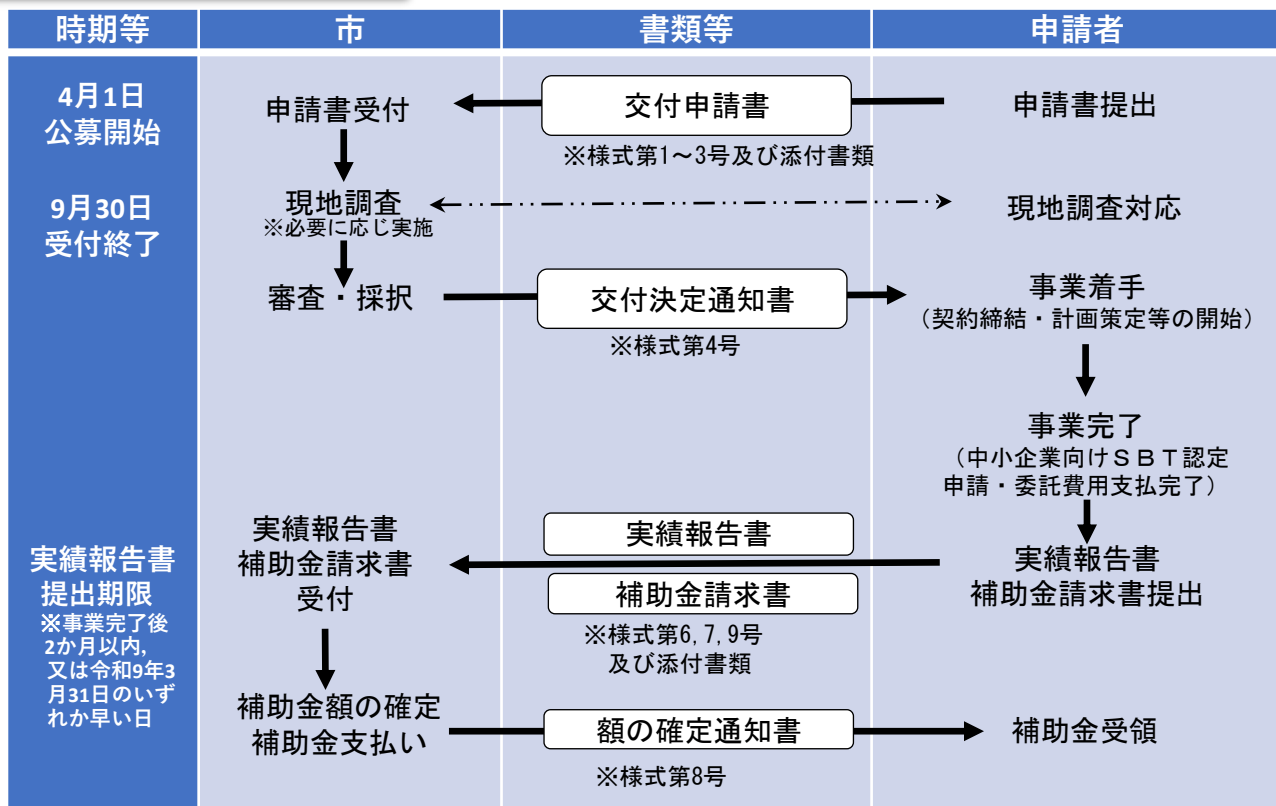 時期等
市
書類等
申請者
4月1日
公募開始
申請書受付
交付申請書
申請書提出
※様式第1～3号及び添付書類
9月30日
受付終了
現地調査
※必要に応じ実施
現地調査対応
審査・採択
交付決定通知書
※様式第4号
事業着手
（契約締結・計画策定等の開始）
事業完了
（中小企業向けＳＢＴ認定
申請・委託費用支払完了）
実績報告書
提出期限
※事業完了後
2か月以内，
又は令和9年3
月31日のいず
れか早い日
実績報告書
補助金請求書
受付
実績報告書
補助金請求書
※様式第6,7,9号
及び添付書類
実績報告書
補助金請求書提出
補助金額の確定
補助金支払い
額の確定通知書
※様式第8号
補助金受領